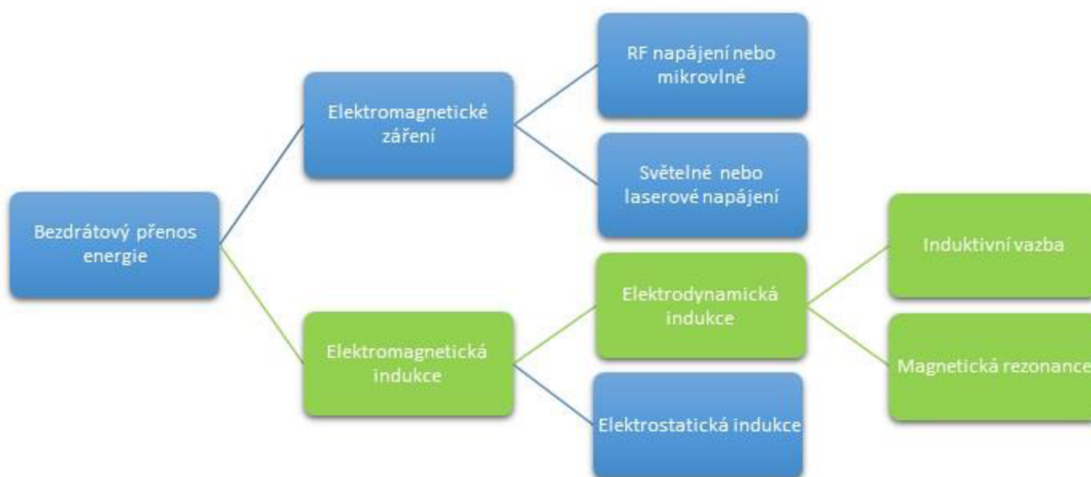 Bezdrátový přenos
energie
Elektromagnetické
záření
RF napájení nebo
mikrovlné
Světelné nebo
laserové napájení
Elektromagnetická
indukce
Elektrodynamická
indukce
Elektrostatická indukce
Induktivní vazba
Magnetická rezonance